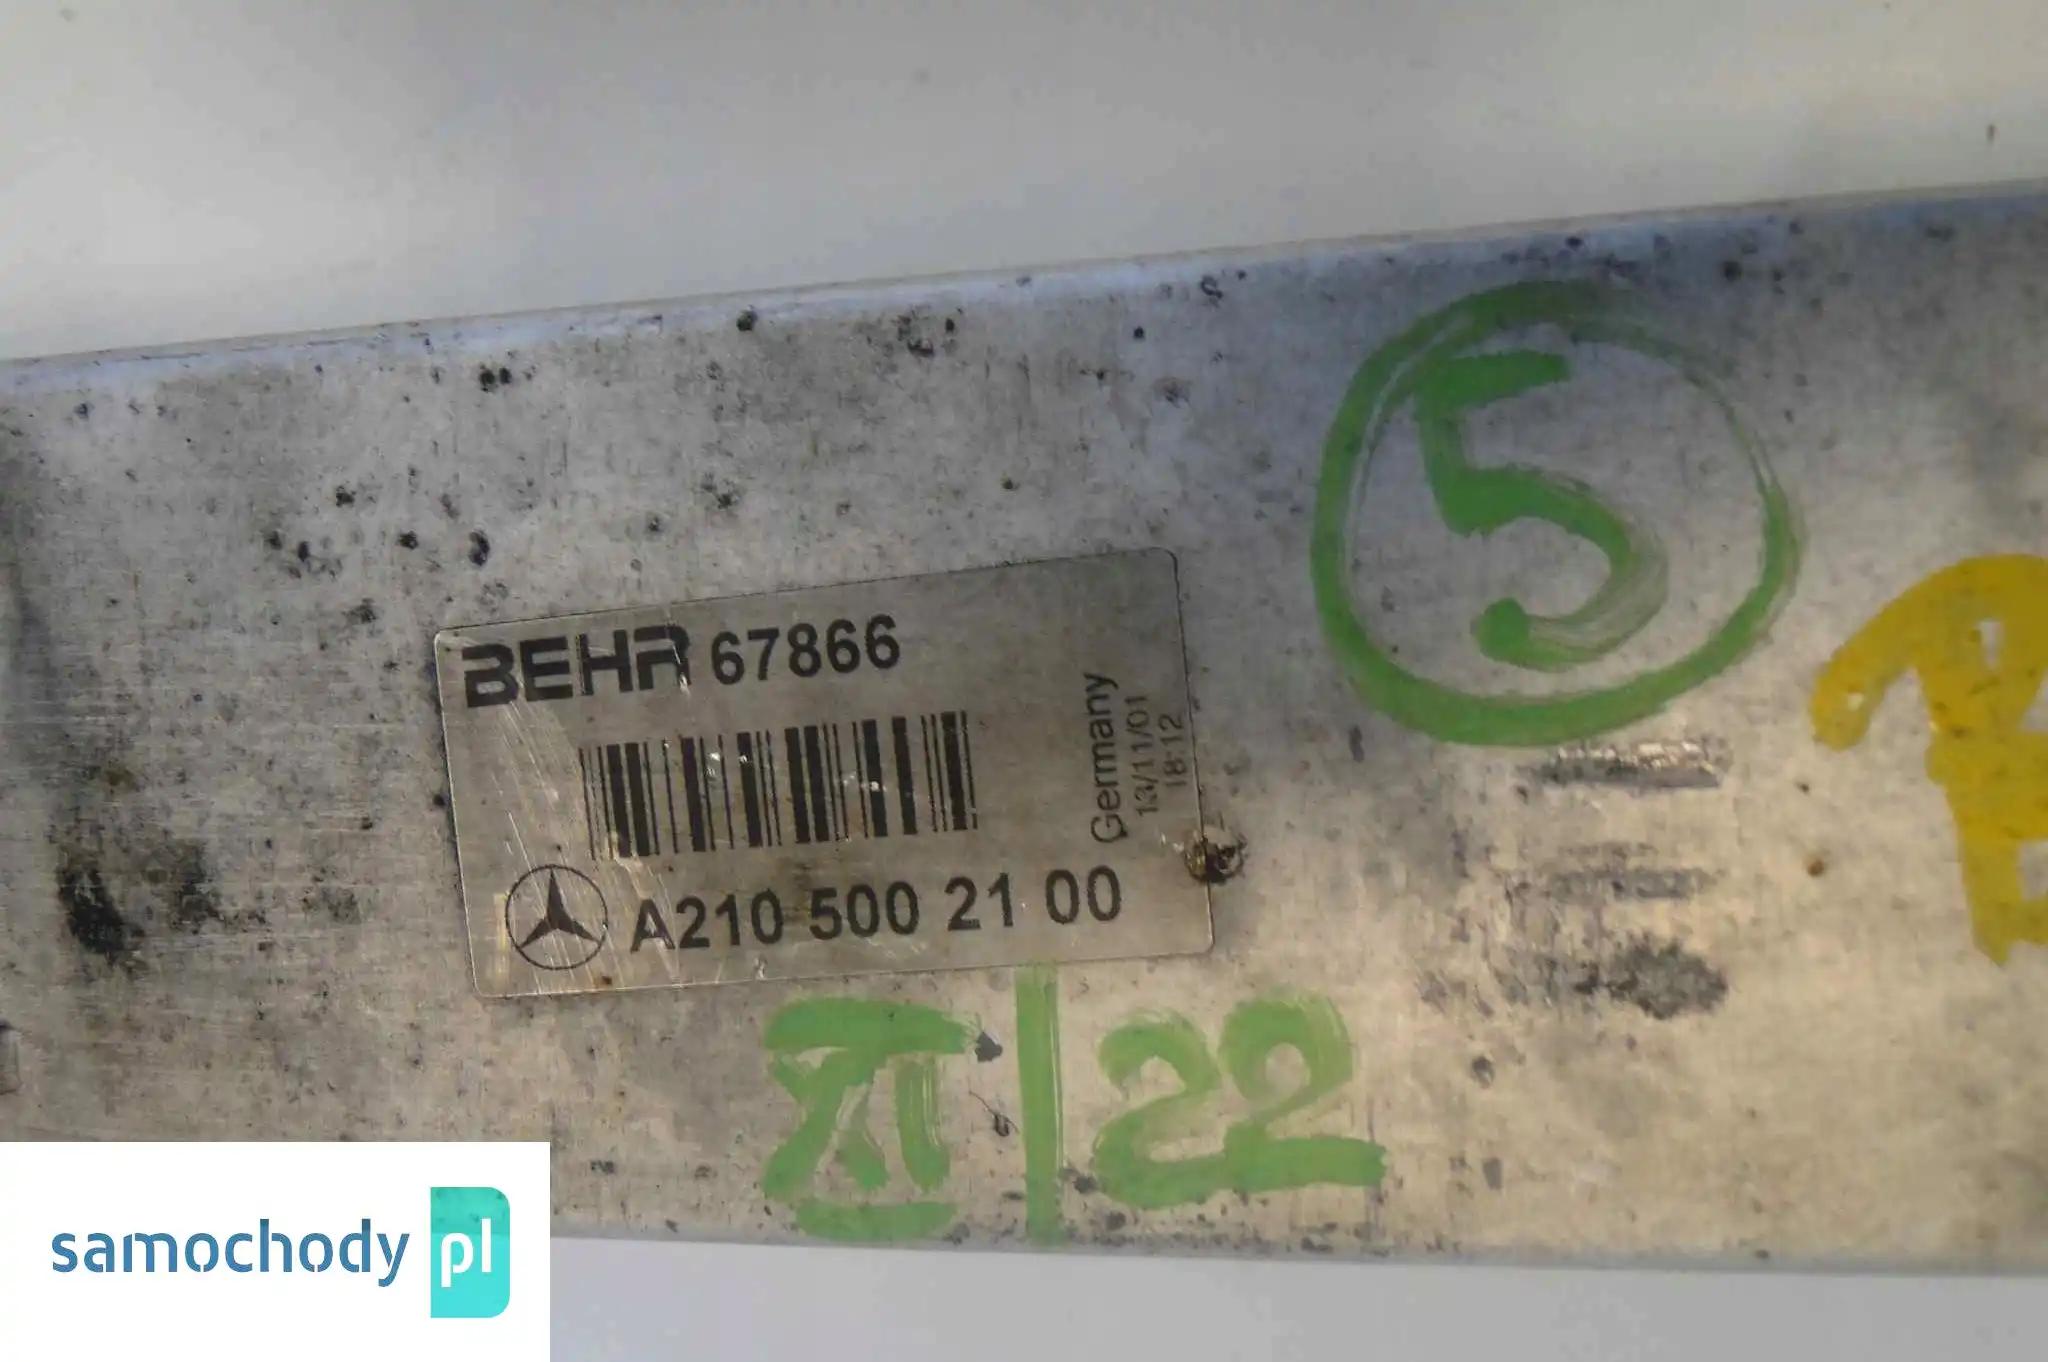 BEHR 67866
Germany
13/11/01
18:12
A210 500 21 00
5
XI/22
samochody pl